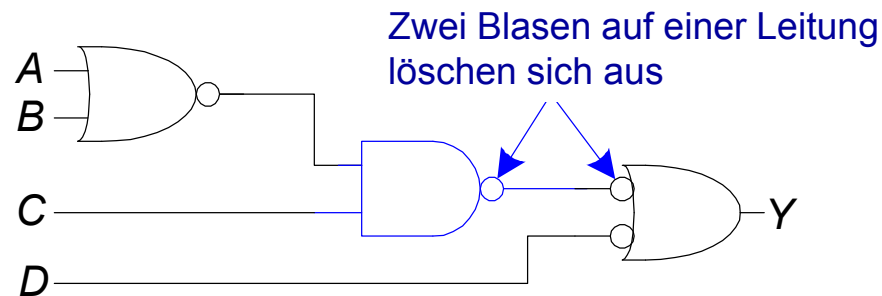 Zwei Blasen auf einer Leitung
löschen sich aus
A
B
C
D
Y